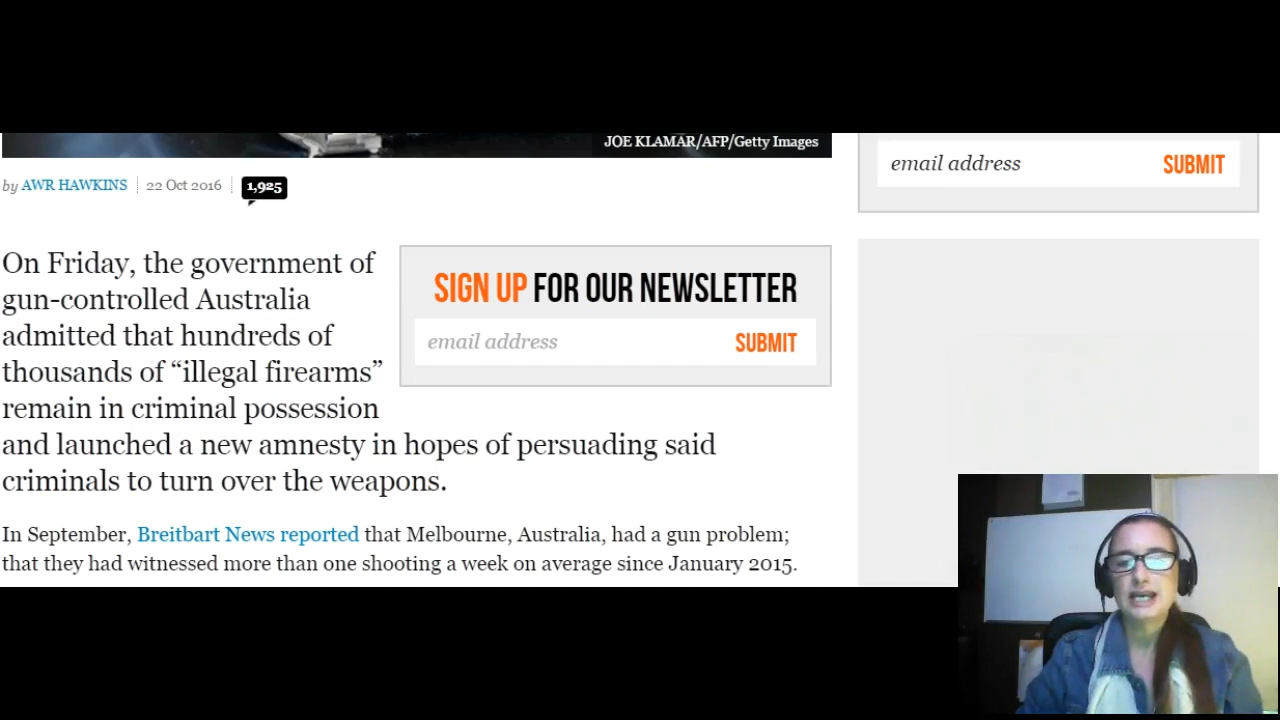 JOE KLAMAR/AFP/Getty Images
by AWR HAWKINS 22 Oct 2016 1,925
email address SUBMIT
On Friday, the government of
gun-controlled Australia
admitted that hundreds of
thousands of “illegal firearms”
remain in criminal possession
and launched a new amnesty in hopes of persuading said
criminals to turn over the weapons.
SIGN UP FOR OUR NEWSLETTER
email address SUBMIT
In September, Breitbart News reported that Melbourne, Australia, had a gun problem;
that they had witnessed more than one shooting a week on average since January 2015.